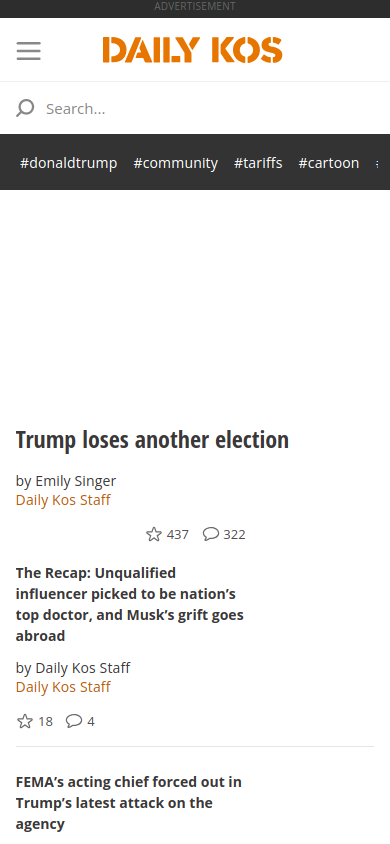 ADVERTISEMENT
DAILY KOS
Search...
#donaldtrump #community #tariffs #cartoon
Trump loses another election
by Emily Singer
Daily Kos Staff
437 322
The Recap: Unqualified
influencer picked to be nation's
top doctor, and Musk's grift goes
abroad
by Daily Kos Staff
Daily Kos Staff
18 4
FEMA's acting chief forced out in
Trump's latest attack on the
agency